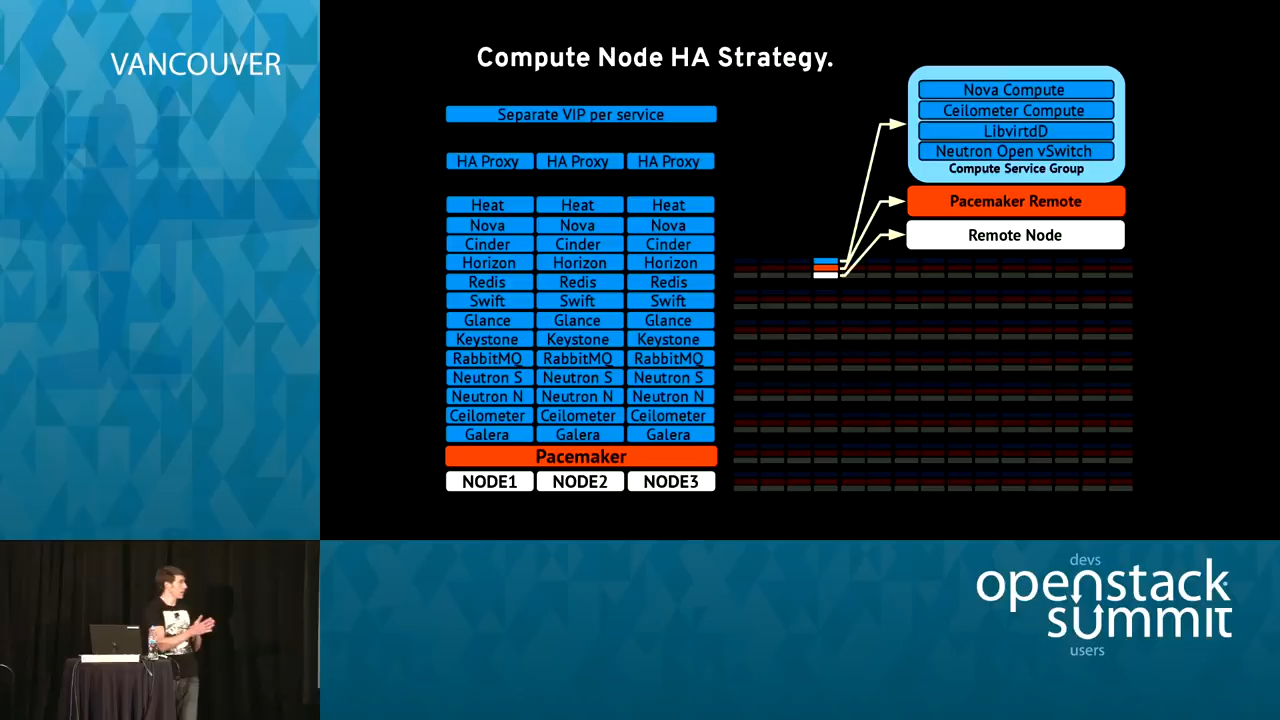 VANCOUVER
Compute Node HA Strategy.
Separate VIP per service
HA Proxy HA Proxy HA Proxy
Heat Heat Heat
Nova Nova Nova
Cinder Cinder Cinder
Horizon Horizon Horizon
Redis Redis Redis
Swift Swift Swift
Glance Glance Glance
Keystone Keystone Keystone
RabbitMQ RabbitMQ RabbitMQ
Neutron S Neutron S Neutron S
Neutron N Neutron N Neutron N
Ceilometer Ceilometer Ceilometer
Galera Galera Galera
Pacemaker
NODE1 NODE2 NODE3
Nova Compute
Ceilometer Compute
LibvirtdD
Neutron Open vSwitch
Compute Service Group
Pacemaker Remote
Remote Node
devs
openstack
summit
users